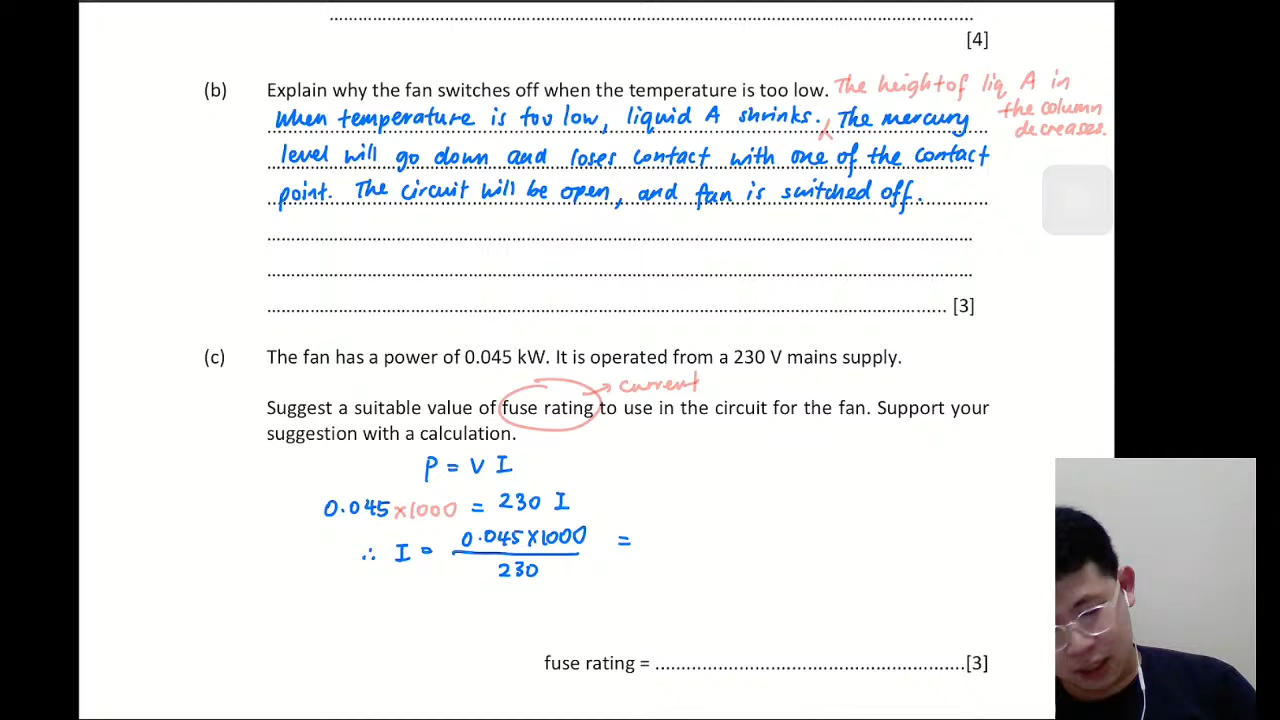 [4]
(b) Explain why the fan switches off when the temperature is too low. The height of liq A in
the column
decreases.
When temperature is too low, liquid A shrinks. The mercury
level will go down and loses contact with one of the contact
point. The circuit will be open, and fan is switched off.
[3]
(c) The fan has a power of 0.045 kW. It is operated from a 230 V mains supply.
→ current
Suggest a suitable value of fuse rating to use in the circuit for the fan. Support your
suggestion with a calculation.
P = V I
0.045 ×1000 = 230 I
∴ I = 0.045 ×1000 =
230
fuse rating = ................................................[3]